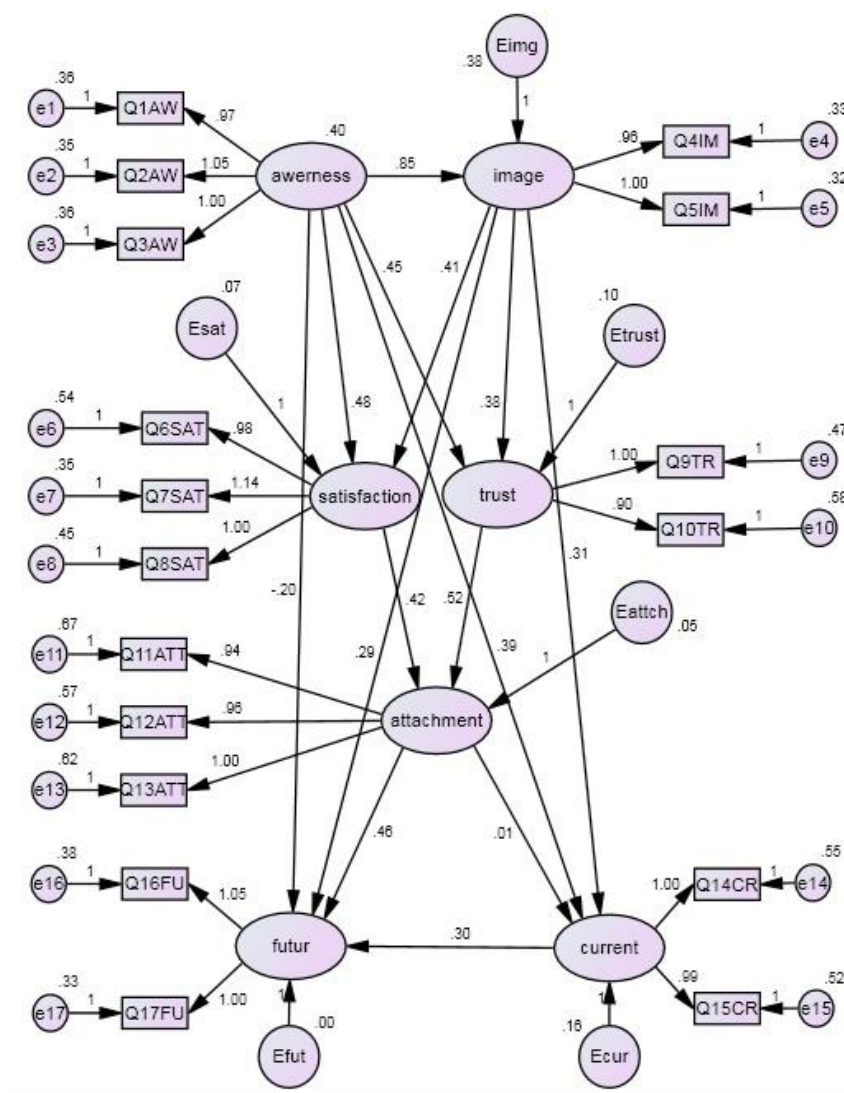 Eimg
.38
1
.36
e1 1 Q1AW
.97
.35
e2 1 Q2AW
1.05
.36
e3 1 Q3AW
1.00
.40
awerness
.85
image
.96
Q4IM 1 e4
.33
1.00
Q5IM 1 e5
.32
.45
.41
.07
Esat
1
.48
.38
.10
Etrust
1
.54
e6 1 Q6SAT
.98
.35
e7 1 Q7SAT
1.14
.45
e8 1 Q8SAT
1.00
satisfaction
trust
1.00
Q9TR 1 e9
.47
.90
Q10TR 1 e10
.58
.31
-.20
.42
.52
.29
.39
Eattch
.05
1
.67
e11 1 Q11ATT
.94
.57
e12 1 Q12ATT
.96
.62
e13 1 Q13ATT
1.00
attachment
.46
.01
.38
e16 1 Q16FU
1.05
.33
e17 1 Q17FU
1.00
futur
.30
current
1.00
Q14CR 1 e14
.55
.99
Q15CR 1 e15
.52
1
.00
Efut
1
.16
Ecur